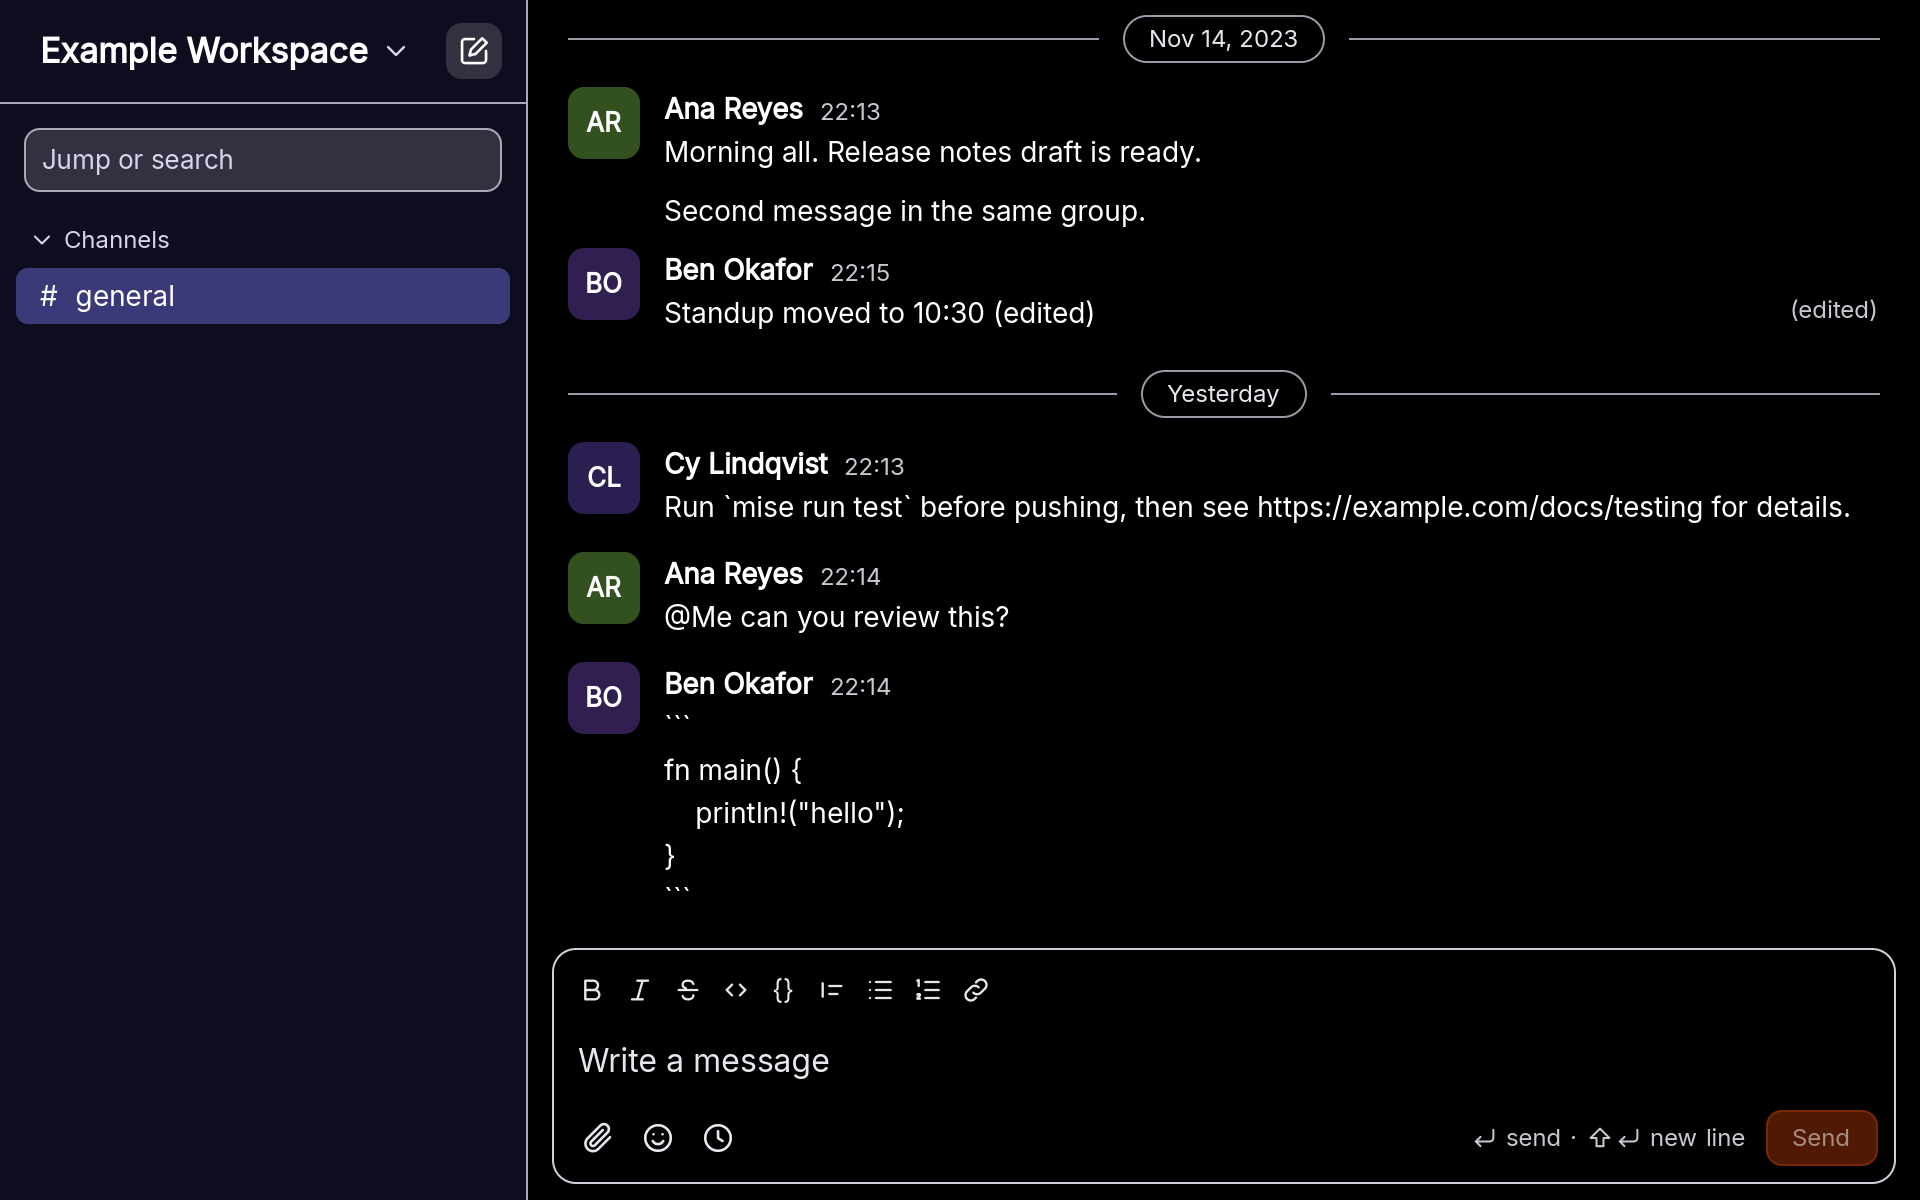 Example Workspace
Jump or search
Channels
# general
Nov 14, 2023
AR
Ana Reyes 22:13
Morning all. Release notes draft is ready.
Second message in the same group.
BO
Ben Okafor 22:15
Standup moved to 10:30 (edited)
(edited)
Yesterday
CL
Cy Lindqvist 22:13
Run `mise run test` before pushing, then see https://example.com/docs/testing for details.
AR
Ana Reyes 22:14
@Me can you review this?
BO
Ben Okafor 22:14
```
fn main() {
    println!("hello");
}
```
Write a message
send · new line
Send